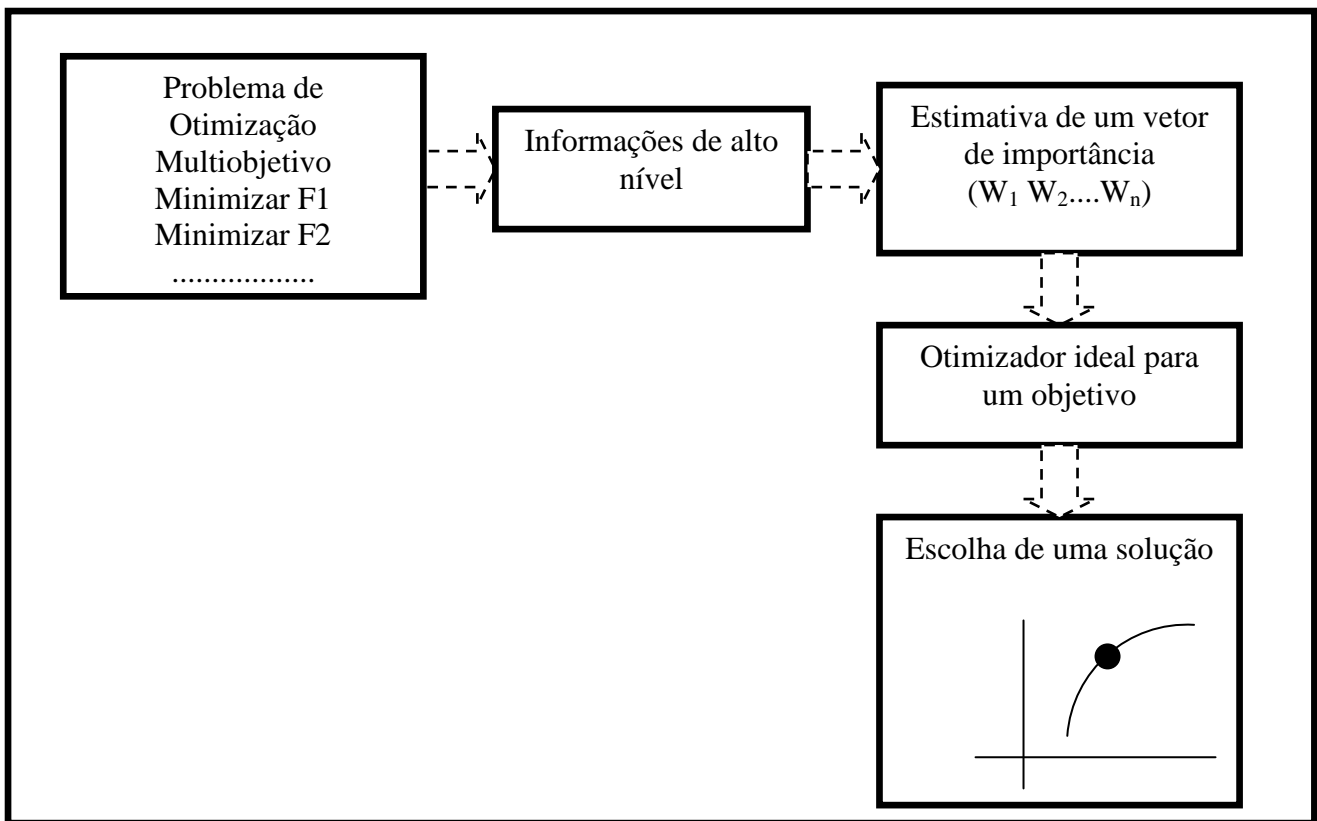 Problema de
Otimização
Multiobjetivo
Minimizar F1
Minimizar F2
..................
Informações de alto
nível
Estimativa de um vetor
de importância
(W₁ W₂....Wₙ)
Otimizador ideal para
um objetivo
Escolha de uma solução